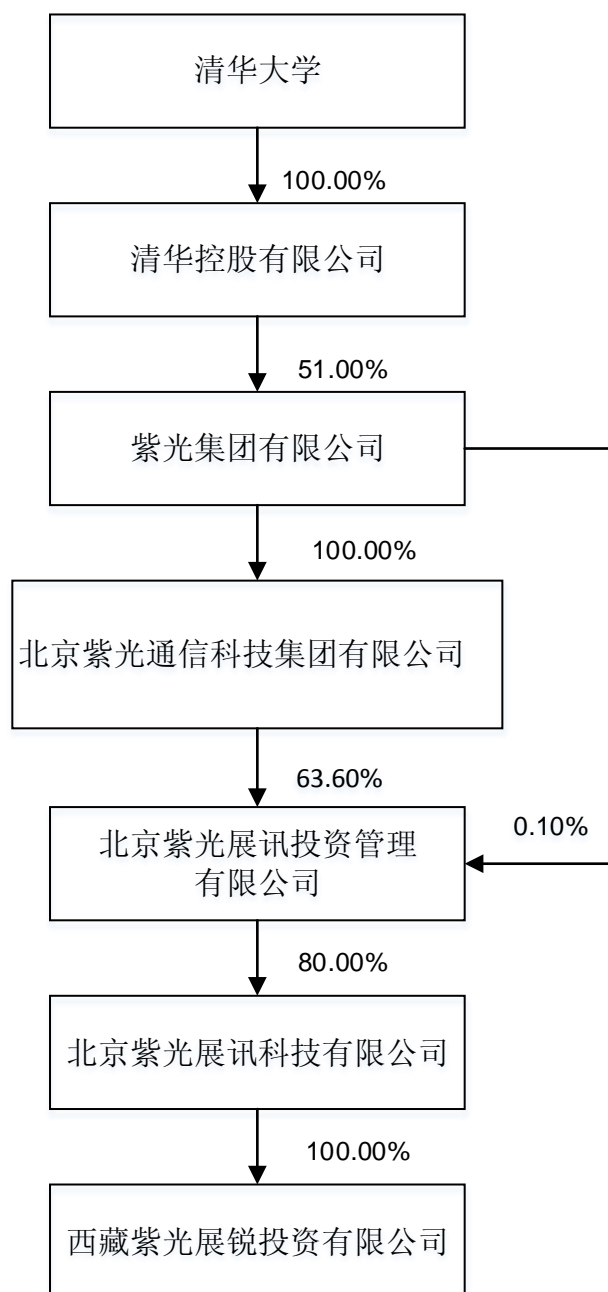 清华大学
100.00%
清华控股有限公司
51.00%
紫光集团有限公司
100.00%
北京紫光通信科技集团有限公司
63.60%
0.10%
北京紫光展讯投资管理
有限公司
80.00%
北京紫光展讯科技有限公司
100.00%
西藏紫光展锐投资有限公司